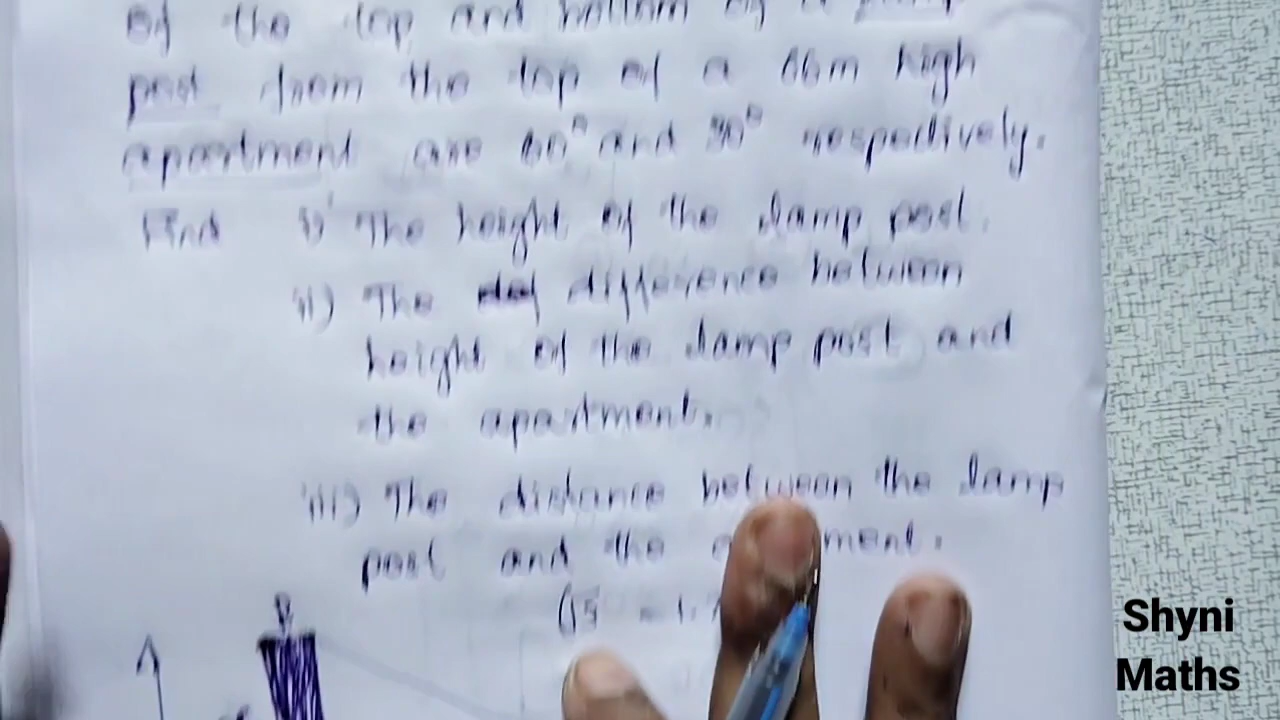 of the top and bottom of a lamp
post from the top of a 66m high
apartment are 60° and 30° respectively.
Find i) The height of the lamp post.
ii) The difference between
height of the lamp post and
the apartment.
iii) The distance between the lamp
post and the ment.
Shyni
Maths